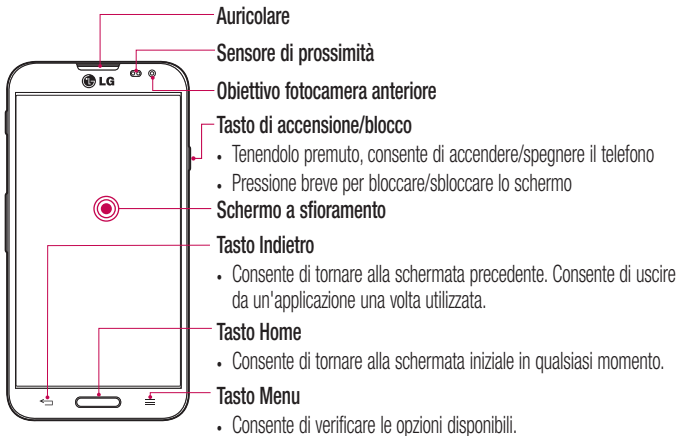 Auricolare
Sensore di prossimità
LG
Obiettivo fotocamera anteriore
Tasto di accensione/blocco
• Tenendolo premuto, consente di accendere/spegnere il telefono
• Pressione breve per bloccare/sbloccare lo schermo
Schermo a sfioramento
Tasto Indietro
• Consente di tornare alla schermata precedente. Consente di uscire
da un'applicazione una volta utilizzata.
Tasto Home
• Consente di tornare alla schermata iniziale in qualsiasi momento.
Tasto Menu
• Consente di verificare le opzioni disponibili.